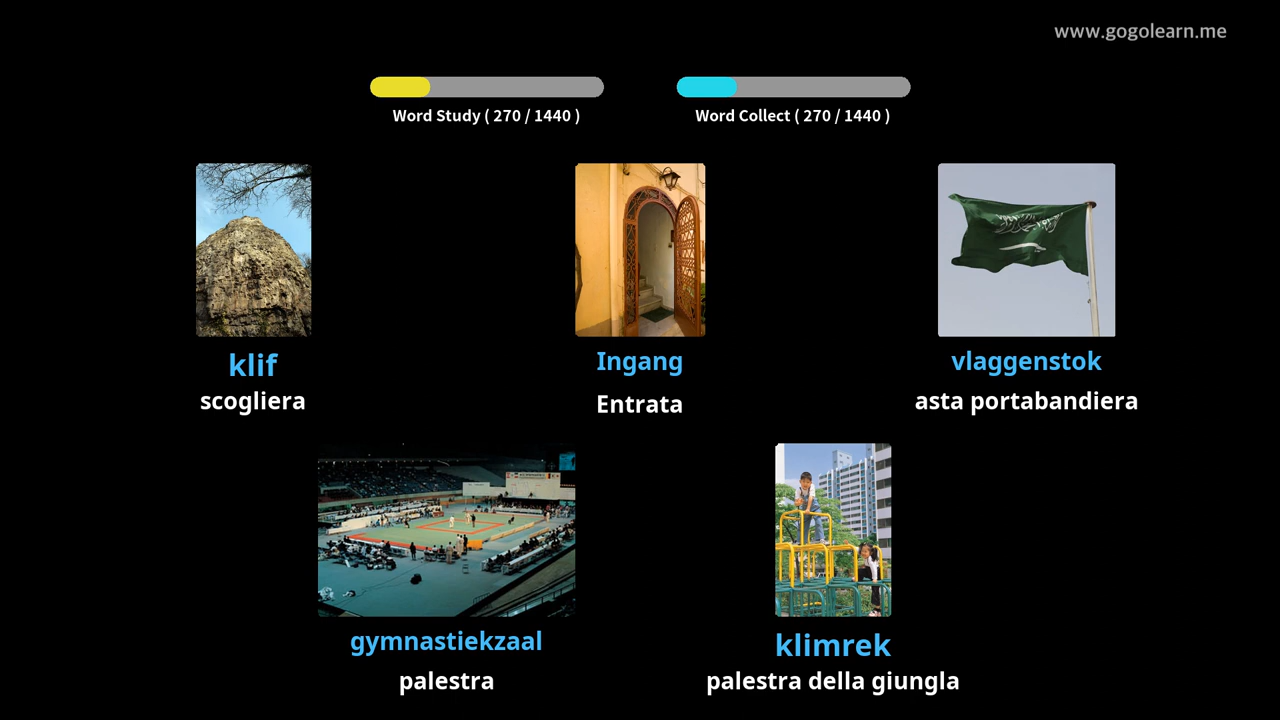 www.gogolearn.me
Word Study ( 270 / 1440 )
Word Collect ( 270 / 1440 )
klif
scogliera
Ingang
Entrata
vlaggenstok
asta portabandiera
gymnastiekzaal
palestra
klimrek
palestra della giungla